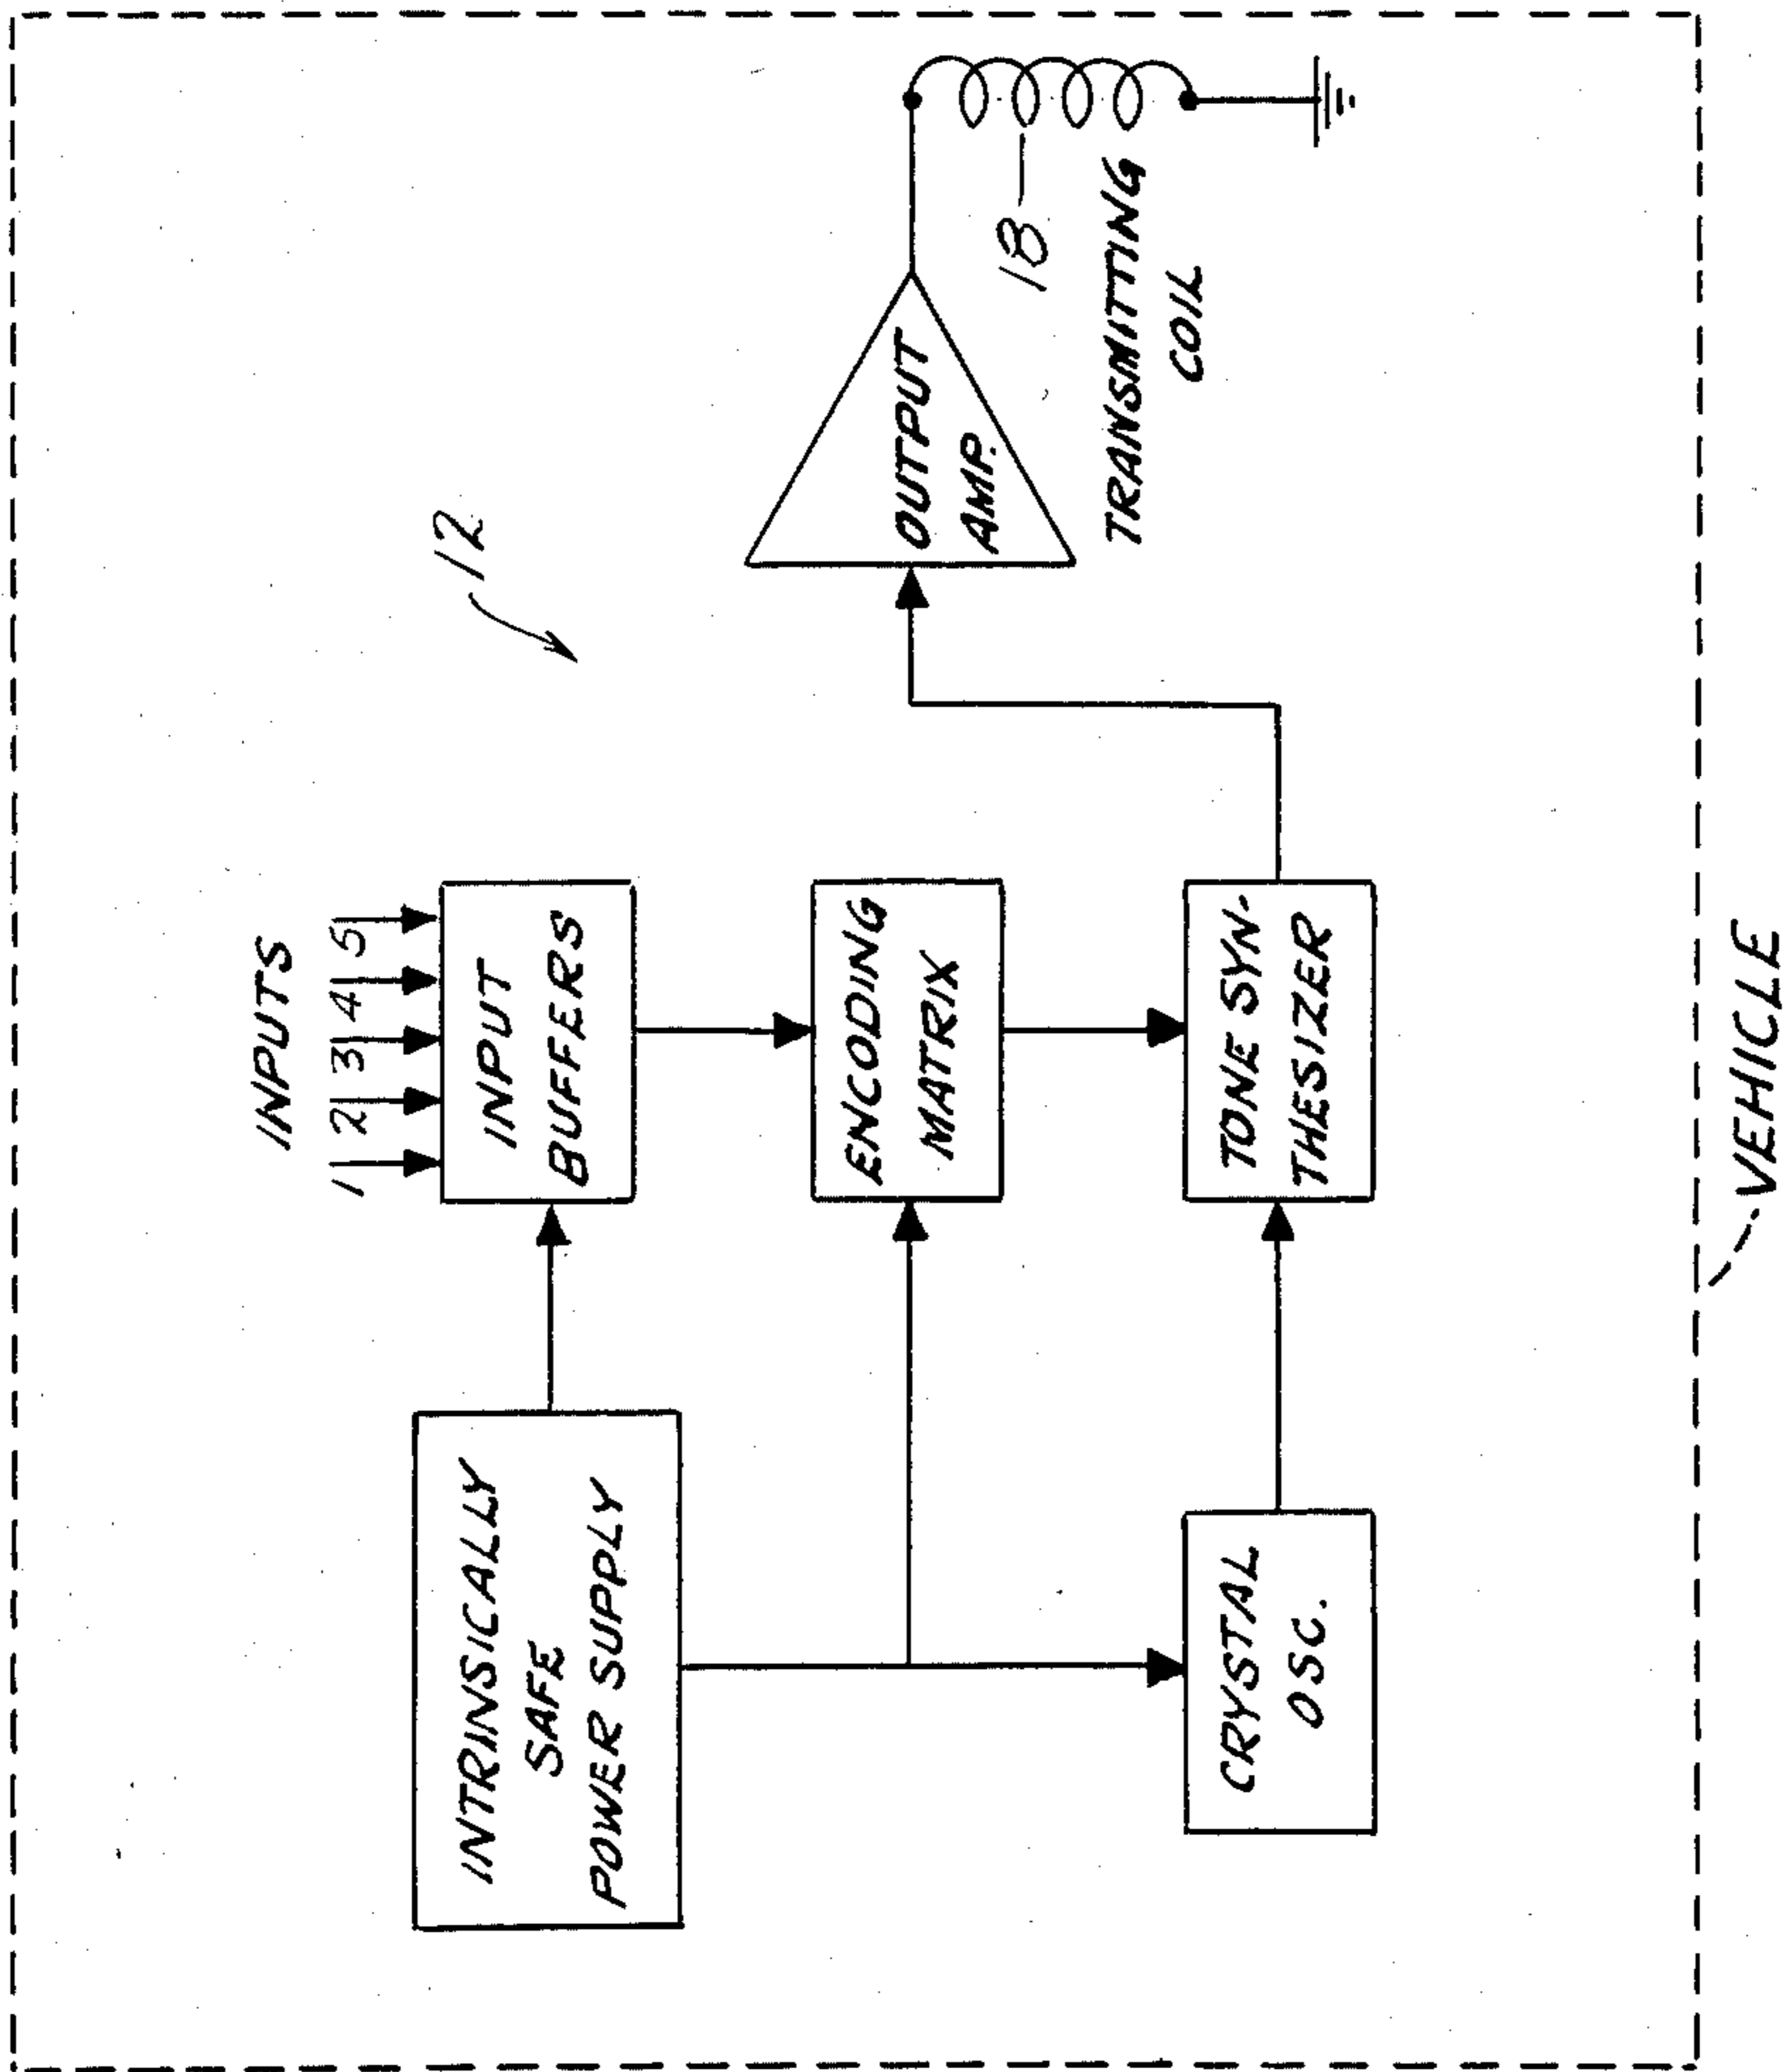 INPUTS
1 2 3 4 5
12
INTRINSICALLY
SAFE
POWER SUPPLY
INPUT
BUFFERS
ENCODING
MATRIX
CRYSTAL
OSC.
TONE SYN-
THESIZER
OUTPUT
AMP.
18
TRANSMITTING
COIL
VEHICLE